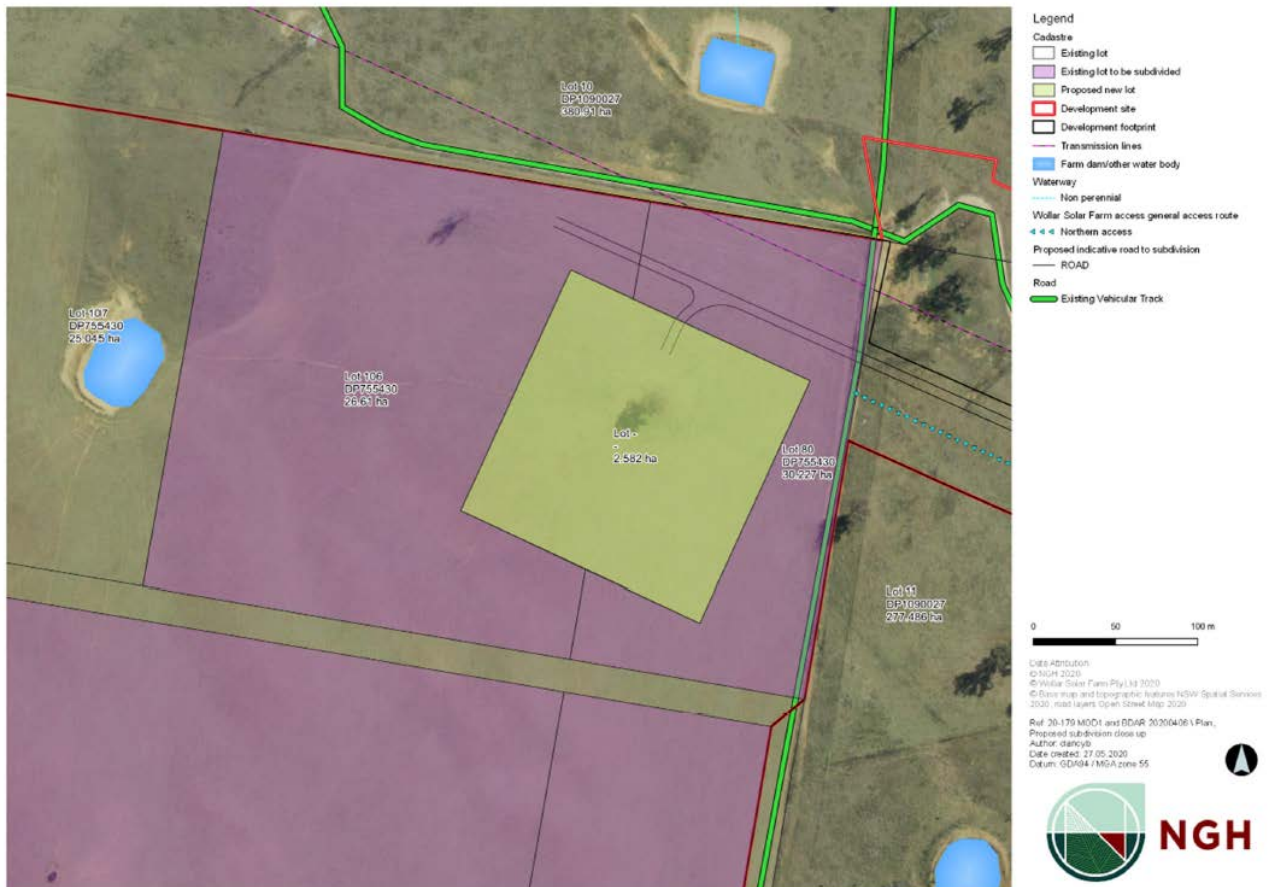 Lot 10
DP1090027
380.91 ha
Lot 107
DP755430
25.045 ha
Lot 106
DP755430
26.61 ha
Lot -
-
2.582 ha
Lot 80
DP755430
30.227 ha
Lot 11
DP1090027
277.486 ha
Legend
Cadastre
Existing lot
Existing lot to be subdivided
Proposed new lot
Development site
Development footprint
Transmission lines
Farm dam/other water body
Waterway
Non perennial
Wollar Solar Farm access general access route
Northern access
Proposed indicative road to subdivision
ROAD
Road
Existing Vehicular Track
0 50 100 m
Data Attribution
© NGH 2020
© Wollar Solar Farm Pty Ltd 2020
© Base map and topographic features NSW Spatial Services
2020, road layers Open Street Map 2020
Ref: 20-179 MOD1 and BDAR 20200406 \ Plan_
Proposed subdivision close up
Author: clancyb
Date created: 27.05.2020
Datum: GDA94 / MGA zone 55
NGH